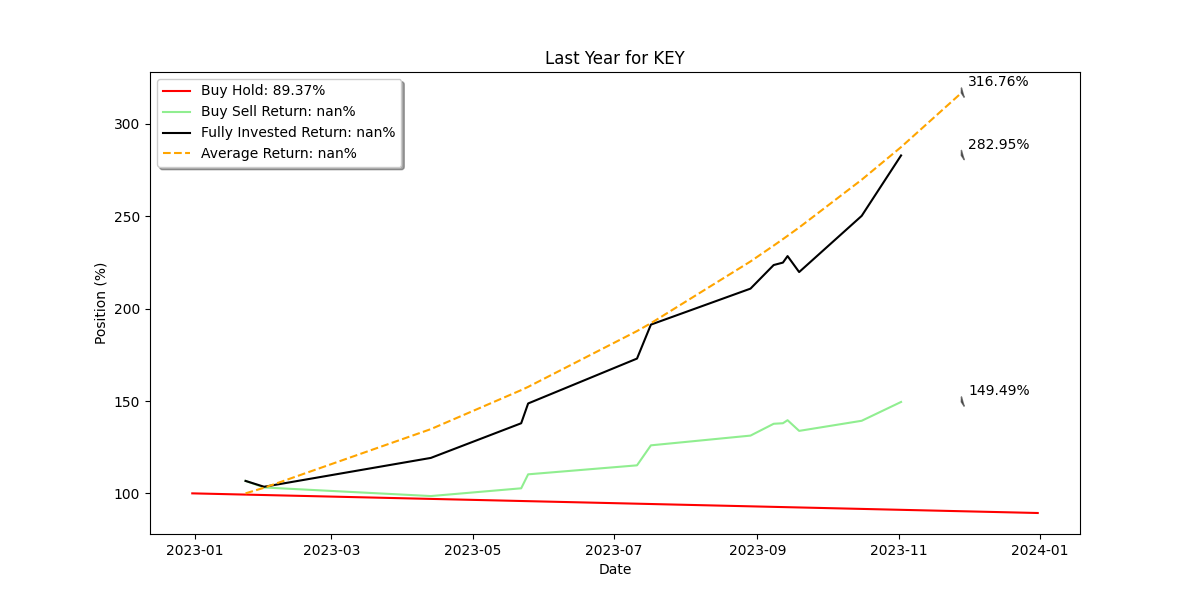 Last Year for KEY
Buy Hold: 89.37%
Buy Sell Return: nan%
Fully Invested Return: nan%
Average Return: nan%
316.76%
282.95%
149.49%
Position (%)
300
250
200
150
100
2023-01
2023-03
2023-05
2023-07
2023-09
2023-11
2024-01
Date